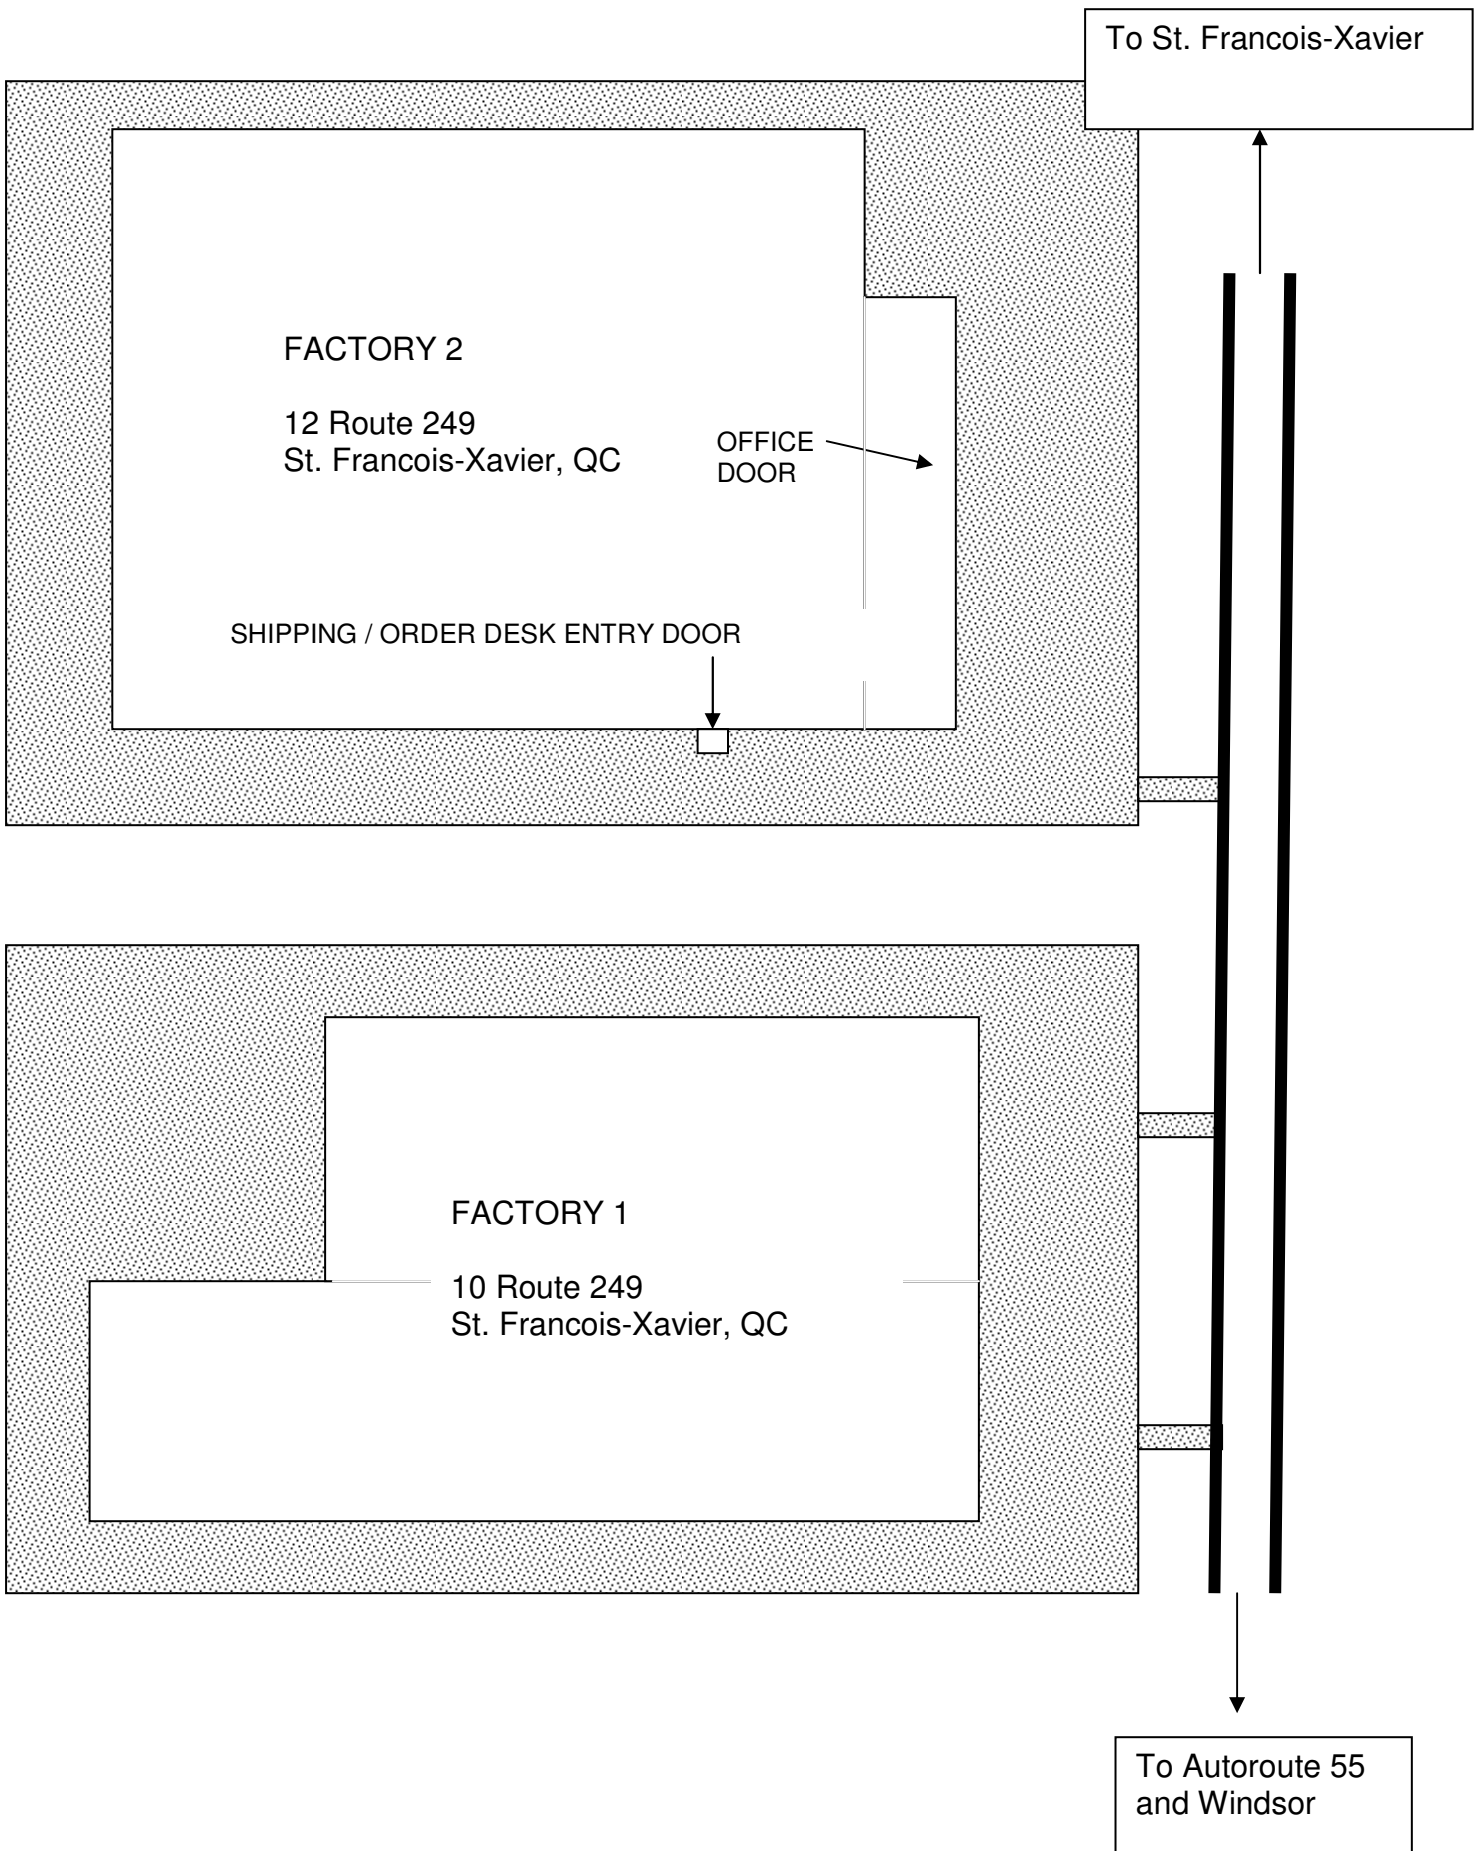 To St. Francois-Xavier
FACTORY 2
12 Route 249
St. Francois-Xavier, QC
OFFICE
DOOR
SHIPPING / ORDER DESK ENTRY DOOR
FACTORY 1
10 Route 249
St. Francois-Xavier, QC
To Autoroute 55
and Windsor